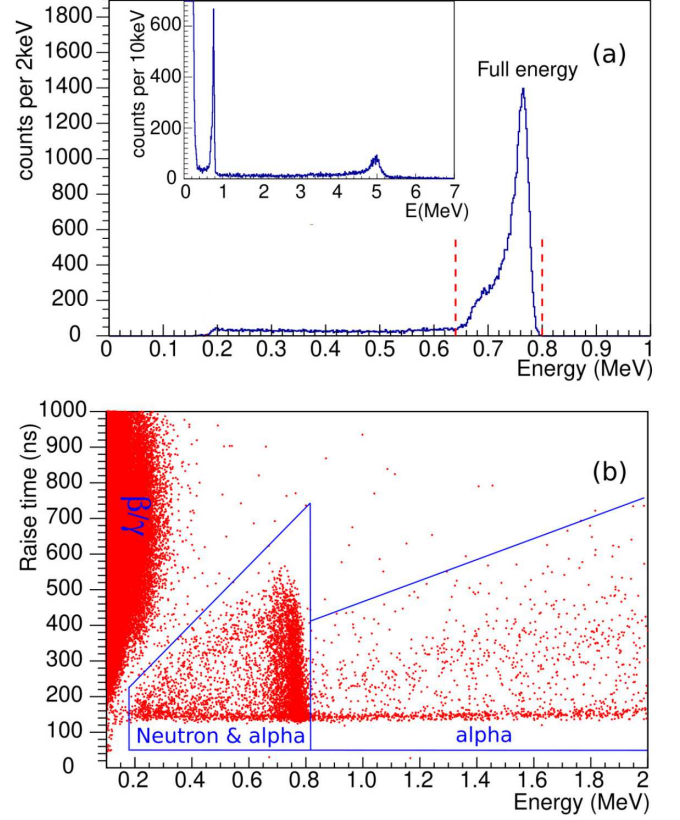 1800
1600
1400
1200
1000
800
600
400
200
0
counts per 2keV
600
400
200
0
counts per 10keV
0 1 2 3 4 5 6 7
E(MeV)
Full energy
(a)
0 0.1 0.2 0.3 0.4 0.5 0.6 0.7 0.8 0.9 1
Energy (MeV)
1000
900
800
700
600
500
400
300
200
100
0
Raise time (ns)
β/γ
(b)
Neutron & alpha
alpha
0.2 0.4 0.6 0.8 1.0 1.2 1.4 1.6 1.8 2
Energy (MeV)